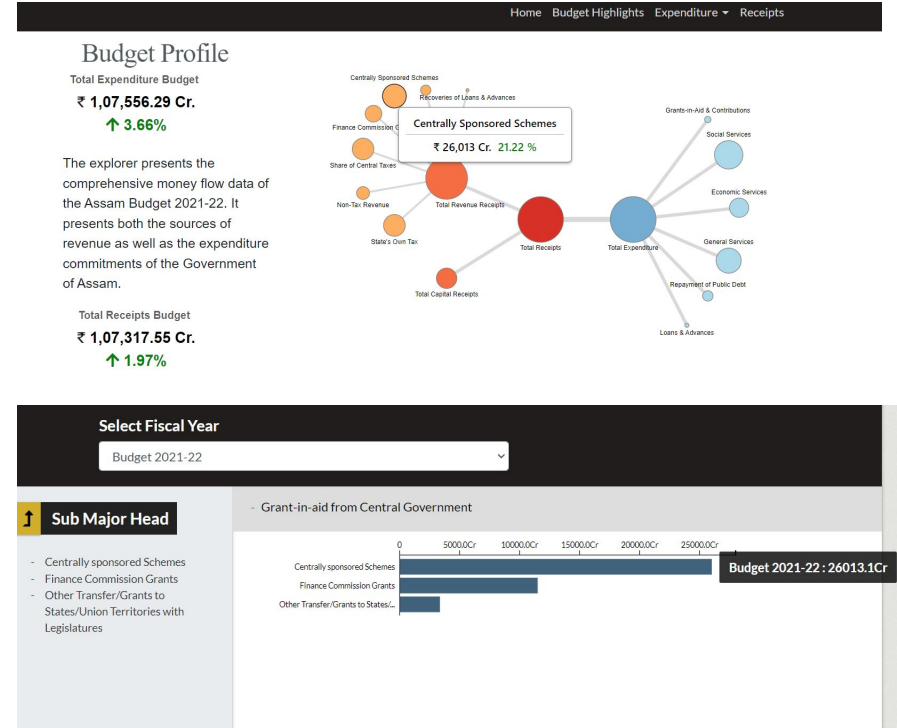 Home Budget Highlights Expenditure Receipts
Budget Profile
Total Expenditure Budget
₹ 1,07,556.29 Cr.
↑ 3.66%
The explorer presents the
comprehensive money flow data of
the Assam Budget 2021-22. It
presents both the sources of
revenue as well as the expenditure
commitments of the Government
of Assam.
Total Receipts Budget
₹ 1,07,317.55 Cr.
↑ 1.97%
Centrally Sponsored Schemes
Recoveries of Loans & Advances
Finance Commission G
Centrally Sponsored Schemes
₹ 26,013 Cr. 21.22 %
Share of Central Taxes
Non-Tax Revenue
Total Revenue Receipts
State's Own Tax
Total Capital Receipts
Total Receipts
Total Expenditure
Grants-in-Aid & Contributions
Social Services
Economic Services
General Services
Repayment of Public Debt
Loans & Advances
Select Fiscal Year
Budget 2021-22
Sub Major Head
- Centrally sponsored Schemes
- Finance Commission Grants
- Other Transfer/Grants to
States/Union Territories with
Legislatures
- Grant-in-aid from Central Government
0 5000.0Cr 10000.0Cr 15000.0Cr 20000.0Cr 25000.0Cr
Centrally sponsored Schemes
Budget 2021-22 : 26013.1Cr
Finance Commission Grants
Other Transfer/Grants to States/...